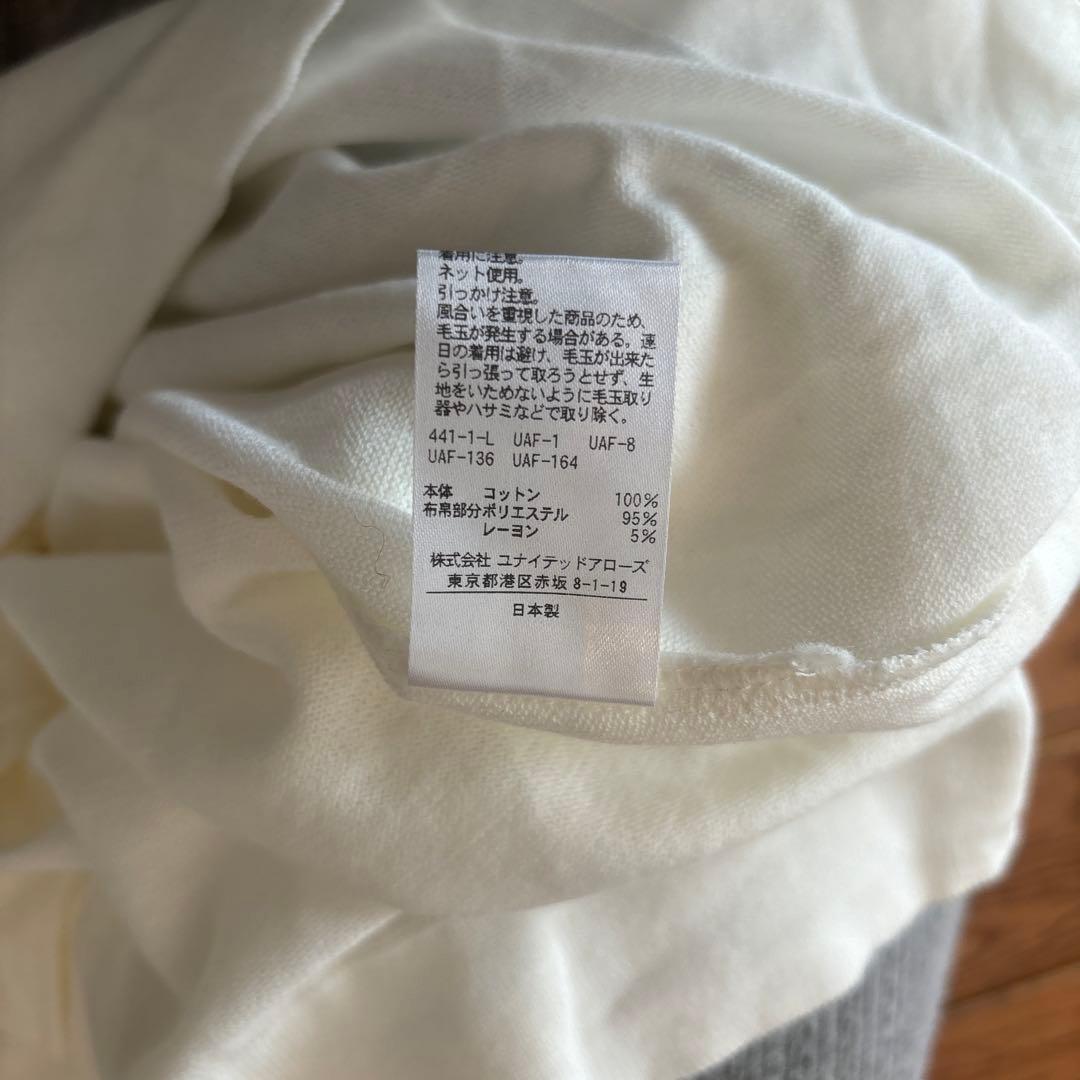 着用に注意。
ネット使用。
引っかけ注意。
風合いを重視した商品のため、
毛玉が発生する場合がある。連
日の着用は避け、毛玉が出来た
ら引っ張って取ろうとせず、生
地をいためないように毛玉取り
器やハサミなどで取り除く。
441-1-L UAF-1 UAF-8
UAF-136 UAF-164
本体 コットン 100%
布帛部分ポリエステル 95%
レーヨン 5%
株式会社 ユナイテッドアローズ
東京都港区赤坂 8-1-19
日本製